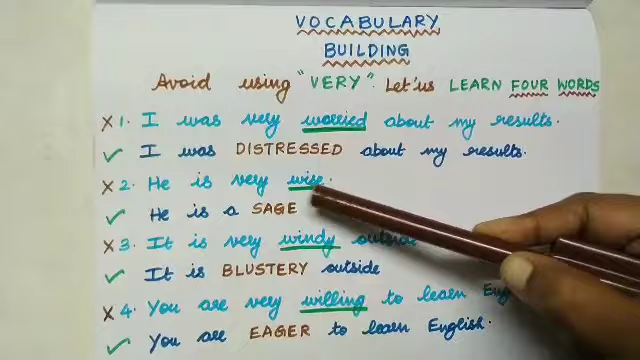 VOCABULARY
BUILDING
Avoid using "VERY". Let us LEARN FOUR WORDS
×1. I was very worried about my results.
✓ I was DISTRESSED about my results.
×2. He is very wise.
✓ He is a SAGE
×3. It is very windy outside
✓ It is BLUSTERY outside
×4. You are very willing to learn
✓ You are EAGER to learn English.